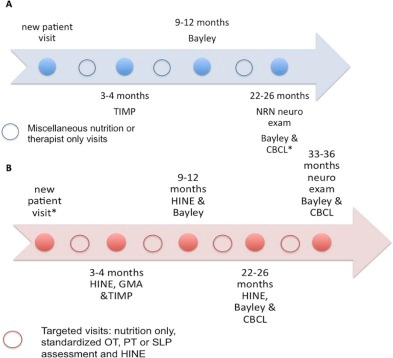 A
new patient
visit
9-12 months
Bayley
3-4 months
TIMP
22-26 months
NRN neuro
exam
Bayley &
CBCL*
Miscellaneous nutrition or
therapist only visits
B
new
patient
visit*
9-12
months
HINE &
Bayley
33-36
months
neuro
exam
Bayley &
CBCL
3-4 months
HINE, GMA
&TIMP
22-26
months
HINE,
Bayley &
CBCL
Targeted visits: nutrition only,
standardized OT, PT or SLP
assessment and HINE